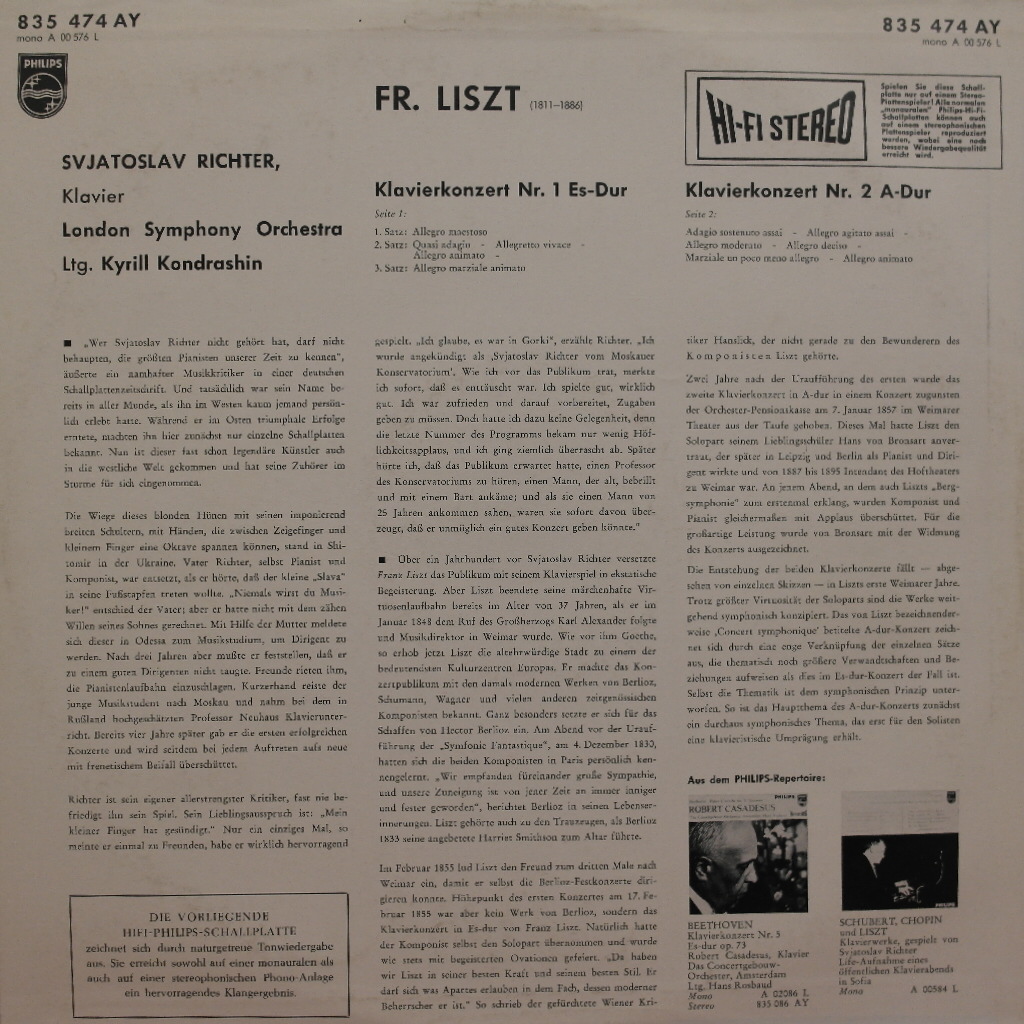 835 474 AY
mono A 00 576 L
835 474 AY
mono A 00 576 L
PHILIPS
FR. LISZT (1811–1886)
HI-FI STEREO
Spielen Sie diese Schall-
platte nur auf einem Stereo-
Plattenspieler! Alle normalen
„monauralen" Philips-Hi-Fi-
Schallplatten können auch
auf einem stereophonischen
Plattenspieler reproduziert
werden, wobei eine noch
bessere Wiedergabequalität
erreicht wird.
SVJATOSLAV RICHTER,
Klavier
London Symphony Orchestra
Ltg. Kyrill Kondrashin
Klavierkonzert Nr. 1 Es-Dur
Seite 1:
1. Satz: Allegro maestoso
2. Satz: Quasi adagio - Allegretto vivace -
Allegro animato -
3. Satz: Allegro marziale animato
Klavierkonzert Nr. 2 A-Dur
Seite 2:
Adagio sostenuto assai - Allegro agitato assai -
Allegro moderato - Allegro deciso -
Marziale un poco meno allegro - Allegro animato
■ „Wer Svjatoslav Richter nicht gehört hat, darf nicht
behaupten, die größten Pianisten unserer Zeit zu kennen",
äußerte ein namhafter Musikkritiker in einer deutschen
Schallplattenzeitschrift. Und tatsächlich war sein Name be-
reits in aller Munde, als ihn im Westen kaum jemand persön-
lich erlebt hatte. Während er im Osten triumphale Erfolge
erntete, machten ihn hier zunächst nur einzelne Schallplatten
bekannt. Nun ist dieser fast schon legendäre Künstler auch
in die westliche Welt gekommen und hat seine Zuhörer im
Sturme für sich eingenommen.
Die Wiege dieses blonden Hünen mit seinen imponierend
breiten Schultern, mit Händen, die zwischen Zeigefinger und
kleinem Finger eine Oktave spannen können, stand in Shi-
tomir in der Ukraine. Vater Richter, selbst Pianist und
Komponist, war entsetzt, als er hörte, daß der kleine „Slava"
in seine Fußstapfen treten wollte. „Niemals wirst du Musi-
ker!" entschied der Vater; aber er hatte nicht mit dem zähen
Willen seines Sohnes gerechnet. Mit Hilfe der Mutter meldete
sich dieser in Odessa zum Musikstudium, um Dirigent zu
werden. Nach drei Jahren aber mußte er feststellen, daß er
zu einem guten Dirigenten nicht taugte. Freunde rieten ihm,
die Pianistenlaufbahn einzuschlagen. Kurzerhand reiste der
junge Musikstudent nach Moskau und nahm bei dem in
Rußland hochgeschätzten Professor Neuhaus Klavierunter-
richt. Bereits vier Jahre später gab er die ersten erfolgreichen
Konzerte und wird seitdem bei jedem Auftreten aufs neue
mit frenetischem Beifall überschüttet.
Richter ist sein eigener allerstrengster Kritiker, fast nie be-
friedigt ihn sein Spiel. Sein Lieblingsausspruch ist: „Mein
kleiner Finger hat gesündigt." Nur ein einziges Mal, so
meinte er einmal zu Freunden, habe er wirklich hervorragend
DIE VORLIEGENDE
HIFI-PHILIPS-SCHALLPLATTE
zeichnet sich durch naturgetreue Tonwiedergabe
aus. Sie erreicht sowohl auf einer monauralen als
auch auf einer stereophonischen Phono-Anlage
ein hervorragendes Klangergebnis.
gespielt. „Ich glaube, es war in Gorki", erzählt Richter. „Ich
wurde angekündigt als ‚Svjatoslav Richter vom Moskauer
Konservatorium'. Wie ich vor das Publikum trat, merkte
ich sofort, daß es enttäuscht war. Ich spielte gut, wirklich
gut. Ich war zufrieden und darauf vorbereitet, Zugaben
geben zu müssen. Doch hatte ich dazu keine Gelegenheit, denn
die letzte Nummer des Programms bekam nur wenig Höf-
lichkeitsapplaus, und ich ging ziemlich überrascht ab. Später
hörte ich, daß das Publikum erwartet hatte, einen Professor
des Konservatoriums zu hören, einen Mann, der alt, bebrillt
und mit einem Bart ankäme; und als sie einen Mann von
25 Jahren ankommen sahen, waren sie sofort davon über-
zeugt, daß er unmöglich ein gutes Konzert geben könnte."
■ Über ein Jahrhundert vor Svjatoslav Richter versetzte
Franz Liszt das Publikum mit seinem Klavierspiel in ekstatische
Begeisterung. Aber Liszt beendete seine märchenhafte Vir-
tuosenlaufbahn bereits im Alter von 37 Jahren, als er im
Januar 1848 dem Ruf des Großherzogs Karl Alexander folgte
und Musikdirektor in Weimar wurde. Wie vor ihm Goethe,
so erhob jetzt Liszt die altehrwürdige Stadt zu einem der
bedeutendsten Kulturzentren Europas. Er machte das Kon-
zertpublikum mit den damals modernen Werken von Berlioz,
Schumann, Wagner und vielen anderen zeitgenössischen
Komponisten bekannt. Ganz besonders setzte er sich für das
Schaffen von Hector Berlioz ein. Am Abend vor der Urauf-
führung der „Symfonie Fantastique", am 4. Dezember 1830,
hatten sich die beiden Komponisten in Paris persönlich ken-
nengelernt. „Wir empfanden füreinander große Sympathie,
und unsere Zuneigung ist von jener Zeit an immer inniger
und fester geworden", berichtet Berlioz in seinen Lebenser-
innerungen. Liszt gehörte auch zu den Trauzeugen, als Berlioz
1833 seine angebetete Harriet Smithson zum Altar führte.
Im Februar 1855 lud Liszt den Freund zum dritten Male nach
Weimar ein, damit er selbst die Berlioz-Festkonzerte diri-
gieren konnte. Höhepunkt des ersten Konzertes am 17. Fe-
bruar 1855 war aber kein Werk von Berlioz, sondern das
Klavierkonzert in Es-dur von Franz Liszt. Natürlich hatte
der Komponist selbst den Solopart übernommen und wurde
wie stets mit begeisterten Ovationen gefeiert. „Da haben
wir Liszt in seiner besten Kraft und seinem besten Stil. Er
darf sich was Apartes erlauben in dem Fach, dessen moderner
Beherrscher er ist." So schrieb der gefürchtete Wiener Kri-
tiker Hanslick, der nicht gerade zu den Bewunderern des
Komponisten Liszt gehörte.
Zwei Jahre nach der Uraufführung des ersten wurde das
zweite Klavierkonzert in A-dur in einem Konzert zugunsten
der Orchester-Pensionskasse am 7. Januar 1857 im Weimarer
Theater aus der Taufe gehoben. Dieses Mal hatte Liszt den
Solopart seinem Lieblingsschüler Hans von Bronsart anver-
traut, der später in Leipzig und Berlin als Pianist und Diri-
gent wirkte und von 1887 bis 1895 Intendant des Hoftheaters
zu Weimar war. An jenem Abend, an dem auch Liszts „Berg-
symphonie" zum erstenmal erklang, wurden Komponist und
Pianist gleichermaßen mit Applaus überschüttet. Für die
großartige Leistung wurde von Bronsart mit der Widmung
des Konzerts ausgezeichnet.
Die Entstehung der beiden Klavierkonzerte fällt — abge-
sehen von einzelnen Skizzen — in Liszts erste Weimarer Jahre.
Trotz größter Virtuosität der Soloparts sind die Werke weit-
gehend symphonisch konzipiert. Das von Liszt bezeichnender-
weise ‚Concert symphonique' betitelte A-dur-Konzert zeich-
net sich durch eine enge Verknüpfung der einzelnen Sätze
aus, die thematisch noch größere Verwandtschaften und Be-
ziehungen aufweisen als dies im Es-dur-Konzert der Fall ist.
Selbst die Thematik ist dem symphonischen Prinzip unter-
worfen. So ist das Hauptthema des A-dur-Konzerts zunächst
ein durchaus symphonisches Thema, das erst für den Solisten
eine klavieristische Umprägung erhält.
Aus dem PHILIPS-Repertoire:
PHILIPS
ROBERT CASADESUS
BEETHOVEN
Klavierkonzert Nr. 5
Es-dur op. 73
Robert Casadesus, Klavier
Das Concertgebouw-
Orchester, Amsterdam
Ltg. Hans Rosbaud
Mono A 02086 L
Stereo 835 086 AY
PHILIPS
SCHUBERT, CHOPIN
und LISZT
Klavierwerke, gespielt von
Svjatoslav Richter
Life-Aufnahme eines
öffentlichen Klavierabends
in Sofia
Mono A 00584 L